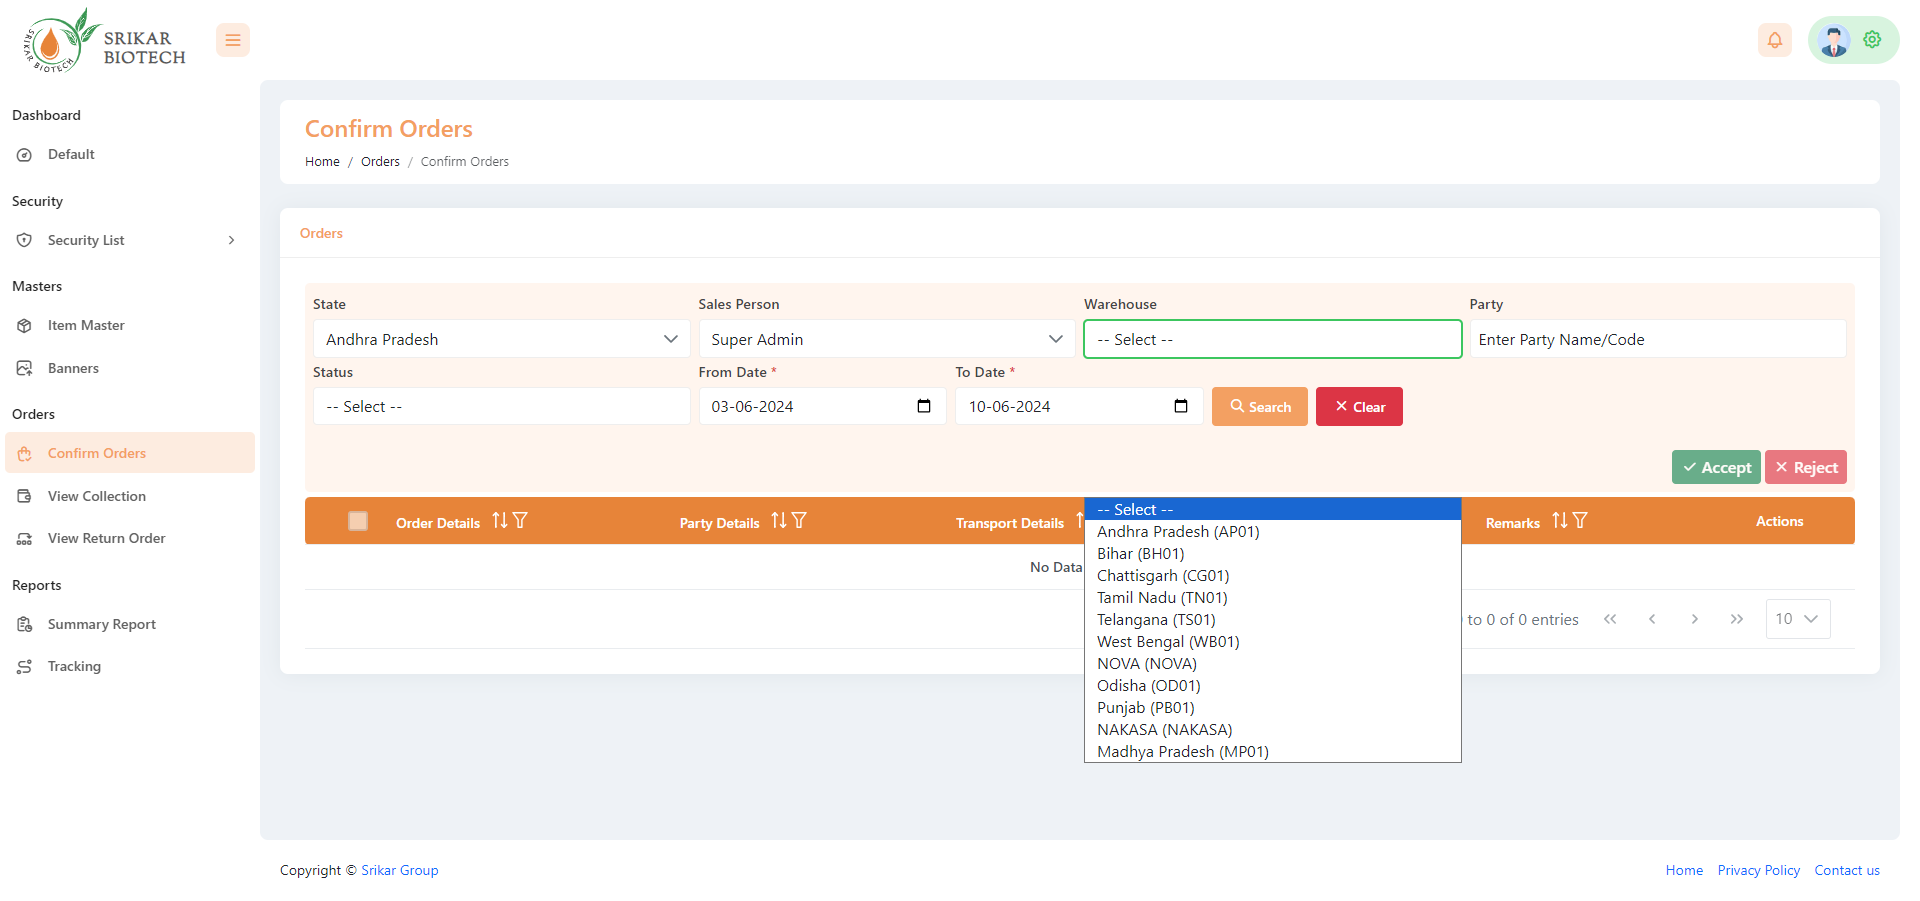 SRIKAR BIOTECH
SRIKAR
BIOTECH
Dashboard
Default
Security
Security List
Masters
Item Master
Banners
Orders
Confirm Orders
View Collection
View Return Order
Reports
Summary Report
Tracking
Confirm Orders
Home / Orders / Confirm Orders
Orders
State Sales Person Warehouse Party
Andhra Pradesh Super Admin -- Select -- Enter Party Name/Code
Status From Date * To Date *
-- Select -- 03-06-2024 10-06-2024 Search Clear
Accept Reject
Order Details Party Details Transport Details Remarks Actions
No Data
to 0 of 0 entries 10
-- Select --
Andhra Pradesh (AP01)
Bihar (BH01)
Chattisgarh (CG01)
Tamil Nadu (TN01)
Telangana (TS01)
West Bengal (WB01)
NOVA (NOVA)
Odisha (OD01)
Punjab (PB01)
NAKASA (NAKASA)
Madhya Pradesh (MP01)
Copyright © Srikar Group
Home Privacy Policy Contact us